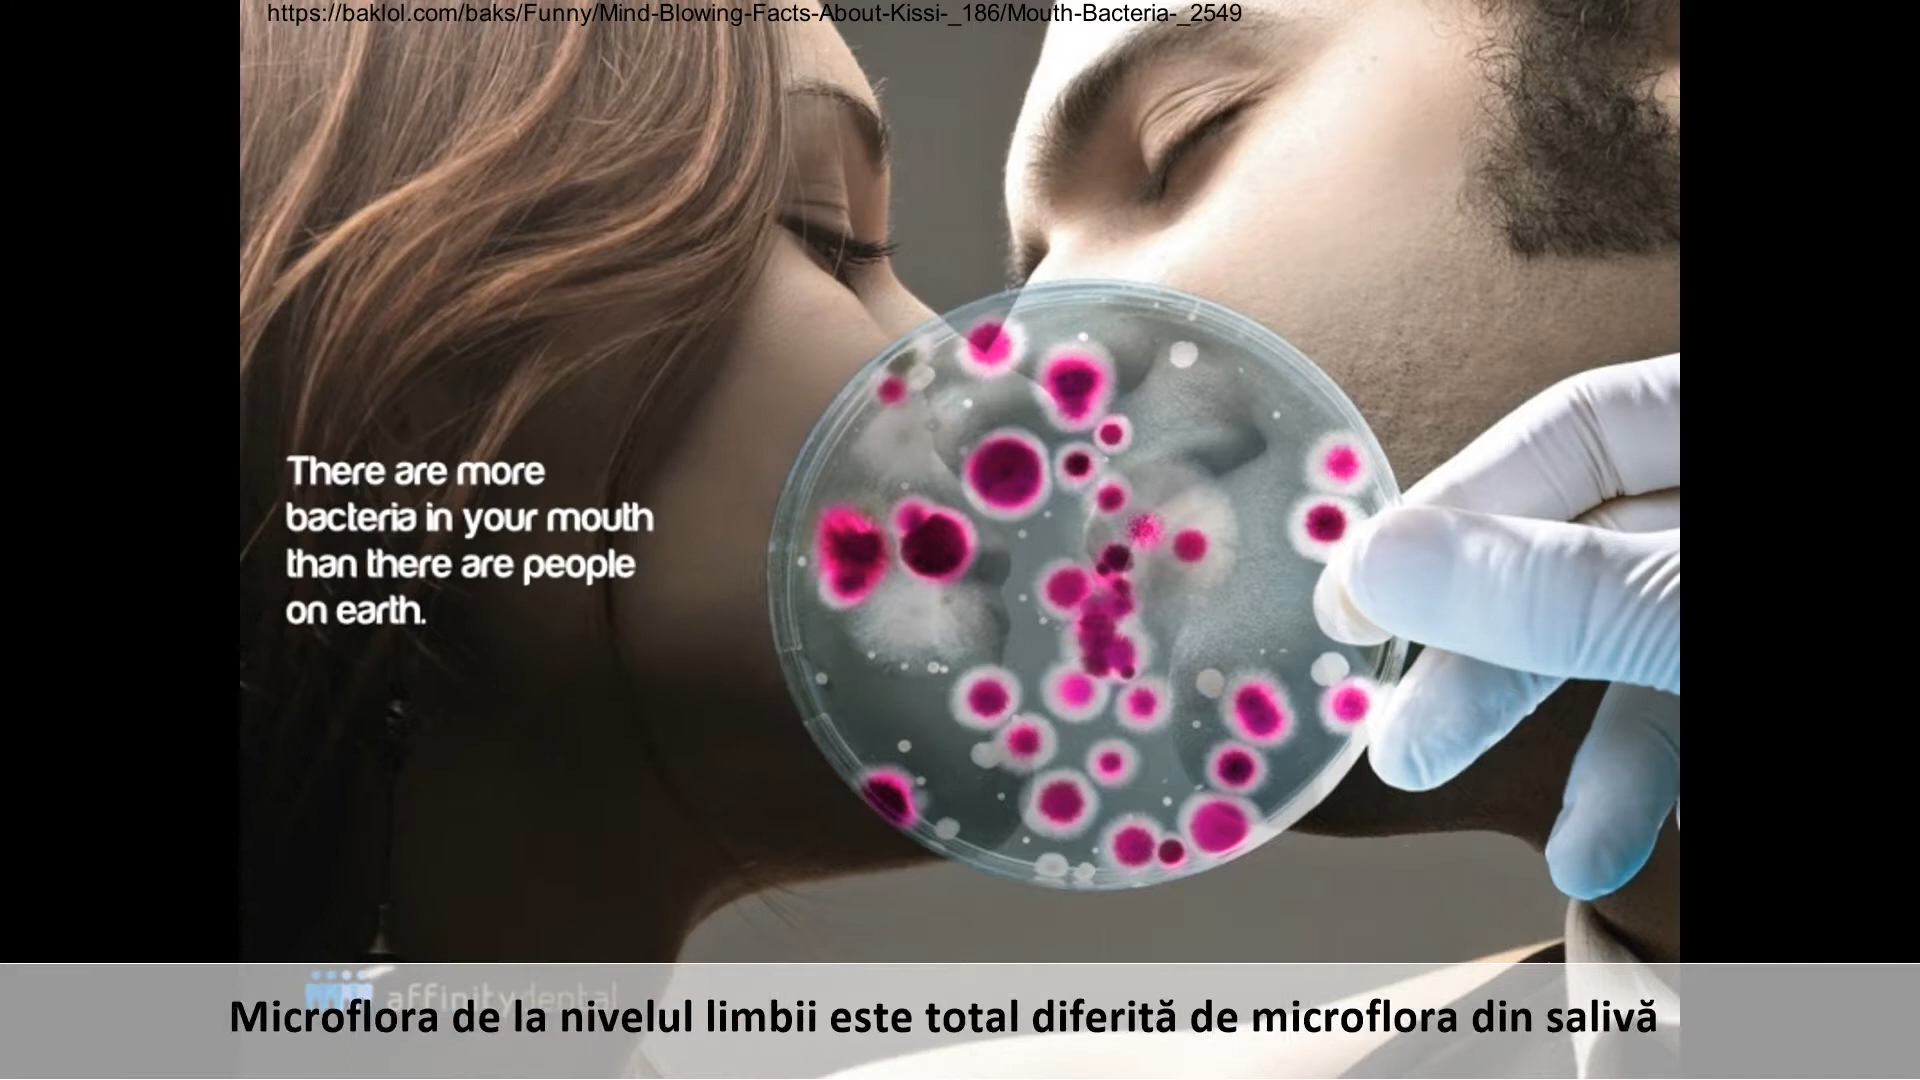 https://baklol.com/baks/Funny/Mind-Blowing-Facts-About-Kissi-_186/Mouth-Bacteria-_2549
There are more
bacteria in your mouth
than there are people
on earth.
affinitydental
Microflora de la nivelul limbii este total diferită de microflora din salivă